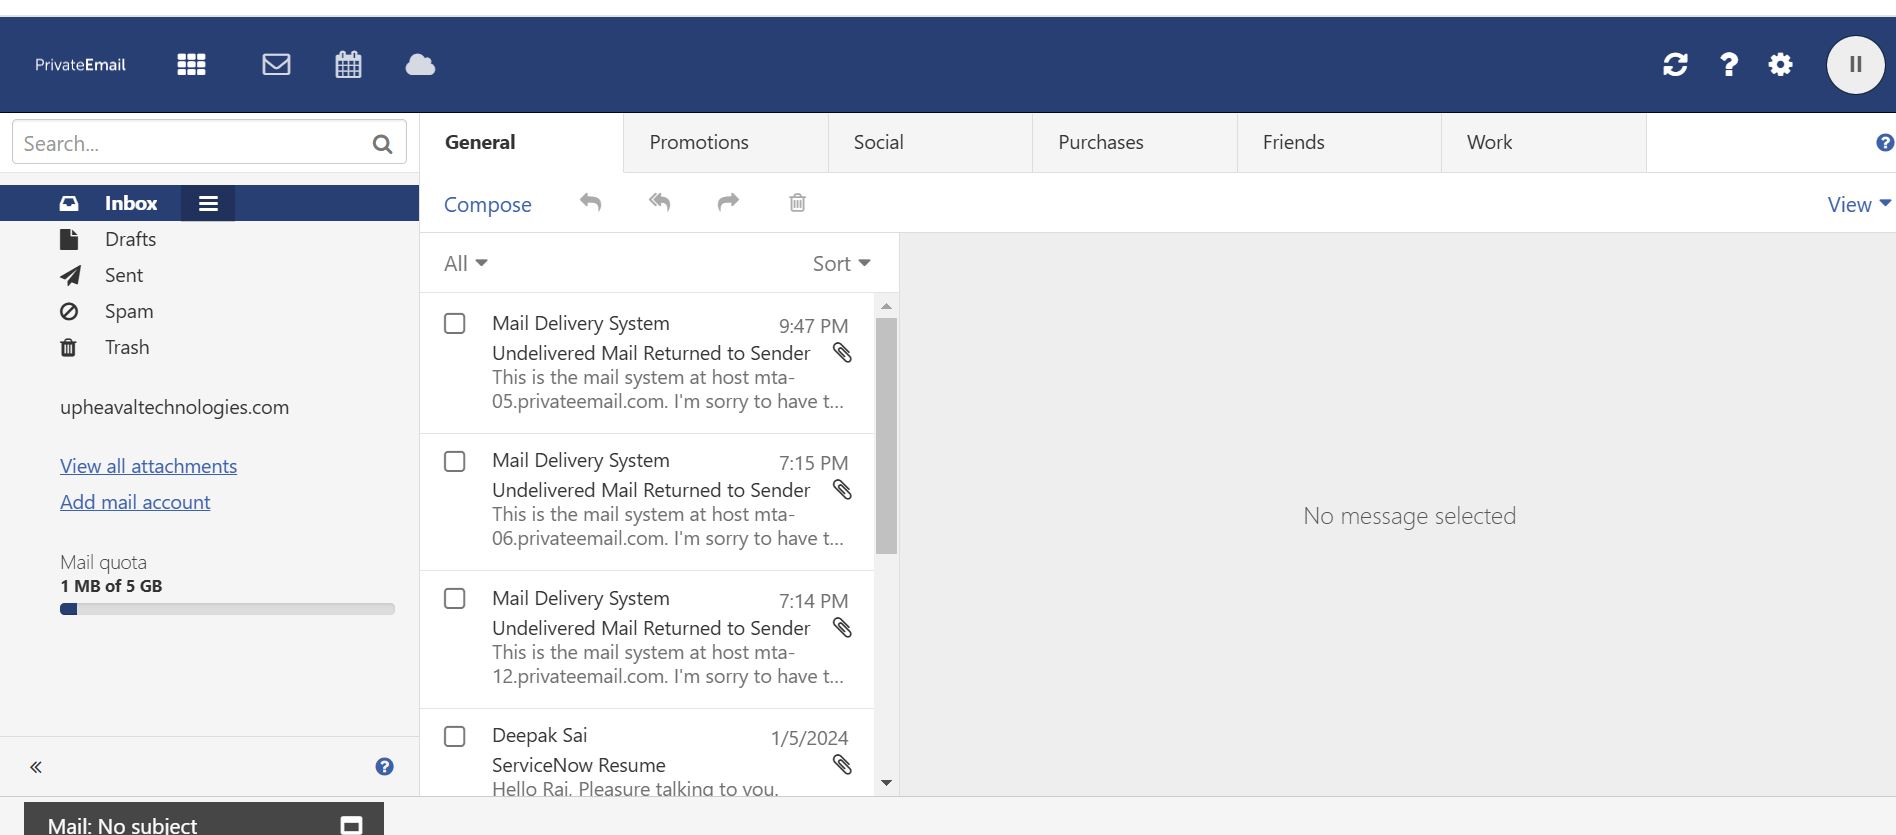 PrivateEmail
II
Search...
General
Promotions
Social
Purchases
Friends
Work
Inbox
Drafts
Sent
Spam
Trash
upheavaltechnologies.com
View all attachments
Add mail account
Mail quota
1 MB of 5 GB
Compose
View
All
Sort
Mail Delivery System
9:47 PM
Undelivered Mail Returned to Sender
This is the mail system at host mta-
05.privateemail.com. I'm sorry to have t...
Mail Delivery System
7:15 PM
Undelivered Mail Returned to Sender
This is the mail system at host mta-
06.privateemail.com. I'm sorry to have t...
Mail Delivery System
7:14 PM
Undelivered Mail Returned to Sender
This is the mail system at host mta-
12.privateemail.com. I'm sorry to have t...
Deepak Sai
1/5/2024
ServiceNow Resume
Hello Raj, Pleasure talking to you.
No message selected
Mail: No subject